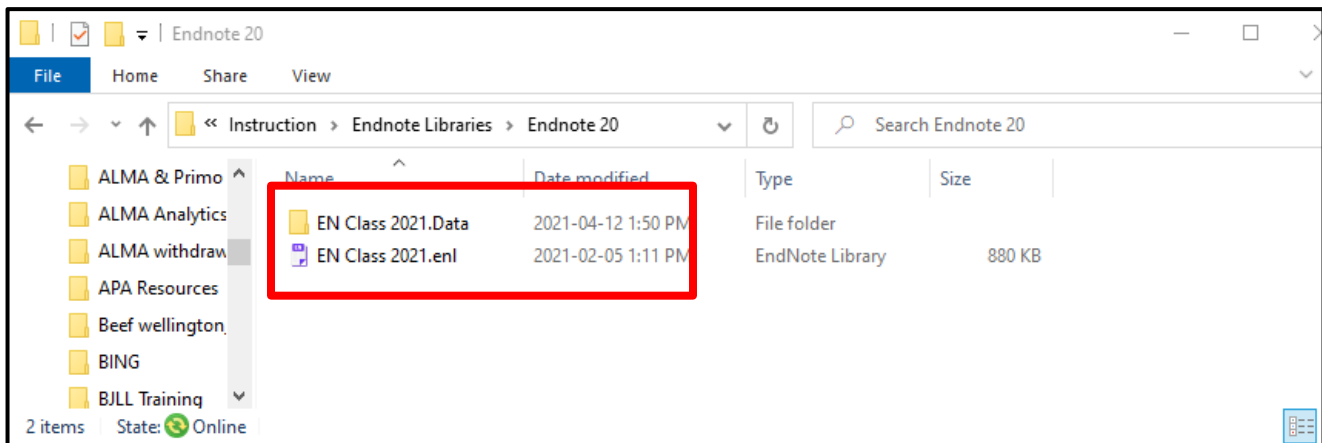 Endnote 20
File Home Share View
« Instruction > Endnote Libraries > Endnote 20 Search Endnote 20
Name Date modified Type Size
ALMA & Primo
ALMA Analytics
ALMA withdraw
APA Resources
Beef wellington_
BING
BJLL Training
EN Class 2021.Data 2021-04-12 1:50 PM File folder
EN Class 2021.enl 2021-02-05 1:11 PM EndNote Library 880 KB
2 items State: Online